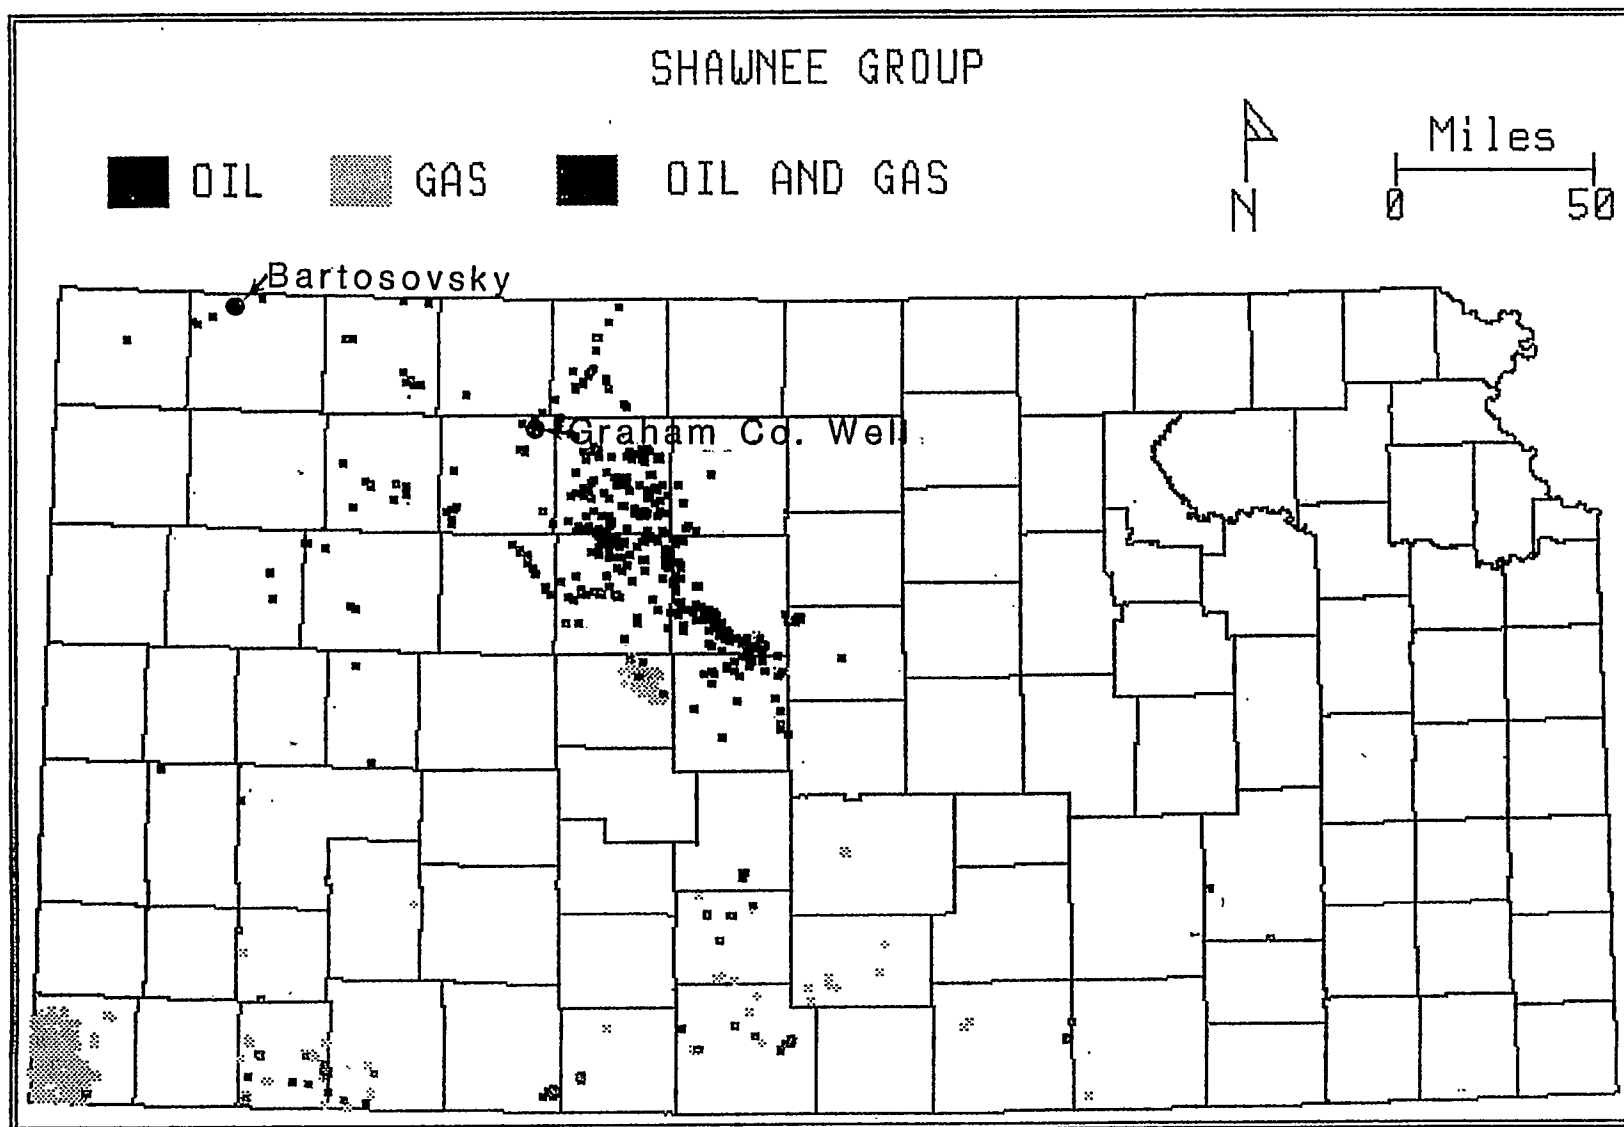 SHAWNEE GROUP
OIL GAS OIL AND GAS
N
Miles
0 50
Bartosovsky
Graham Co. Well